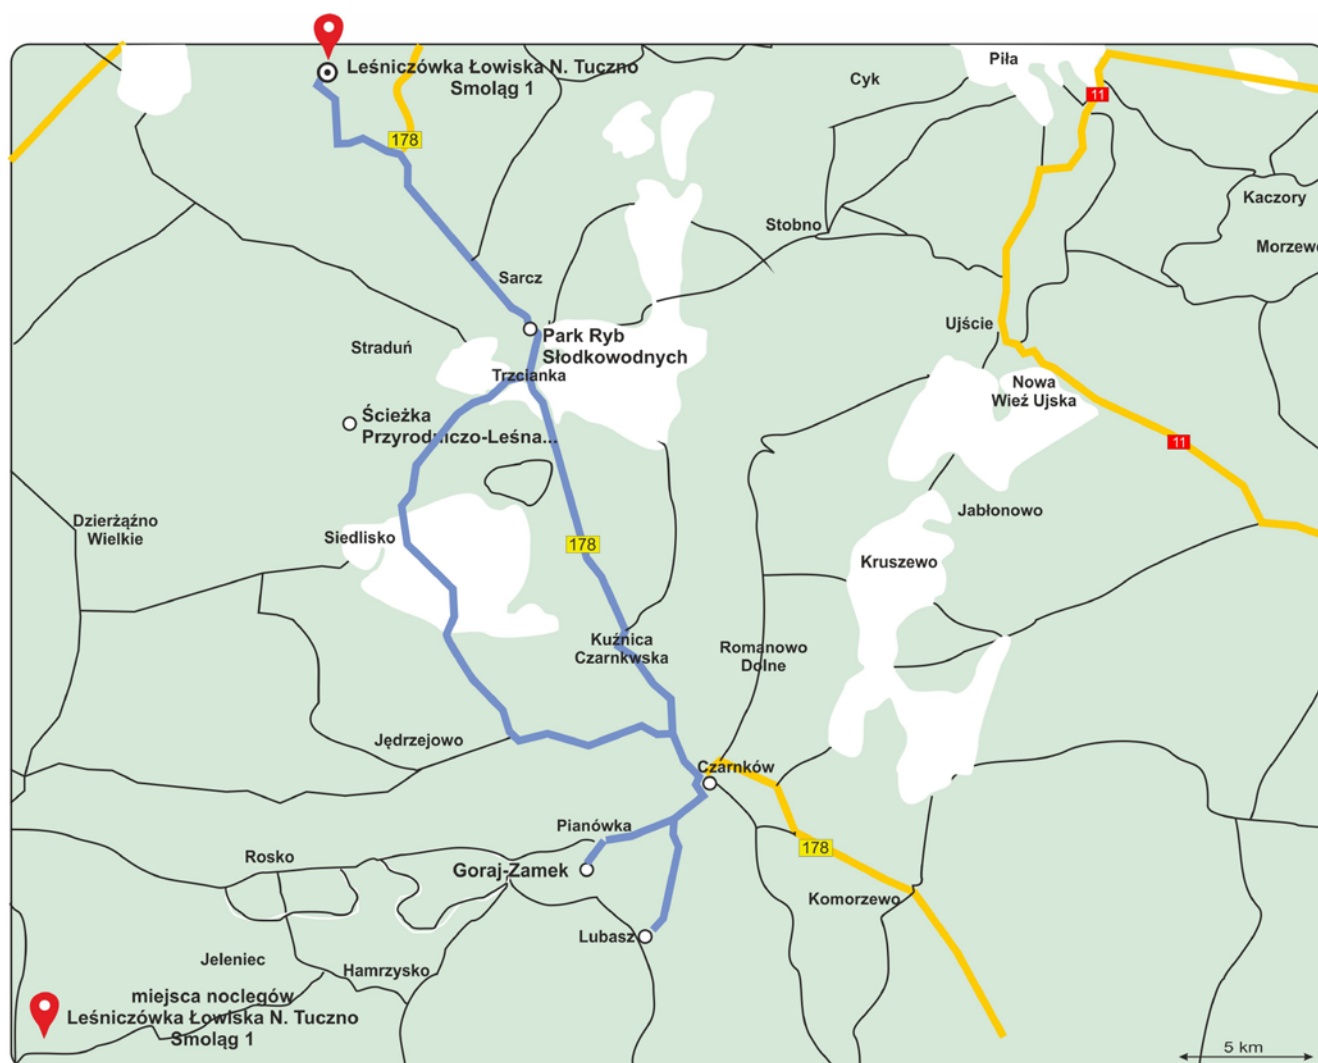 Leśniczówka Łowiska N. Tuczno
Smoląg 1
178
Piła
Cyk
11
Kaczory
Stobno
Morzewo
Sarcz
Ujście
Park Ryb
Słodkowodnych
Straduń
Trzcianka
Nowa
Wieź Ujska
Ścieżka
Przyrodniczo-Leśna...
11
Jabłonowo
Dzierżąźno
Wielkie
Siedlisko
178
Kruszewo
Kuźnica
Czarnkwska
Romanowo
Dolne
Jędrzejowo
Czarnków
Pianówka
178
Rosko
Goraj-Zamek
Komorzewo
Lubasz
Jeleniec
Hamrzysko
miejsca noclegów
Leśniczówka Łowiska N. Tuczno
Smoląg 1
5 km